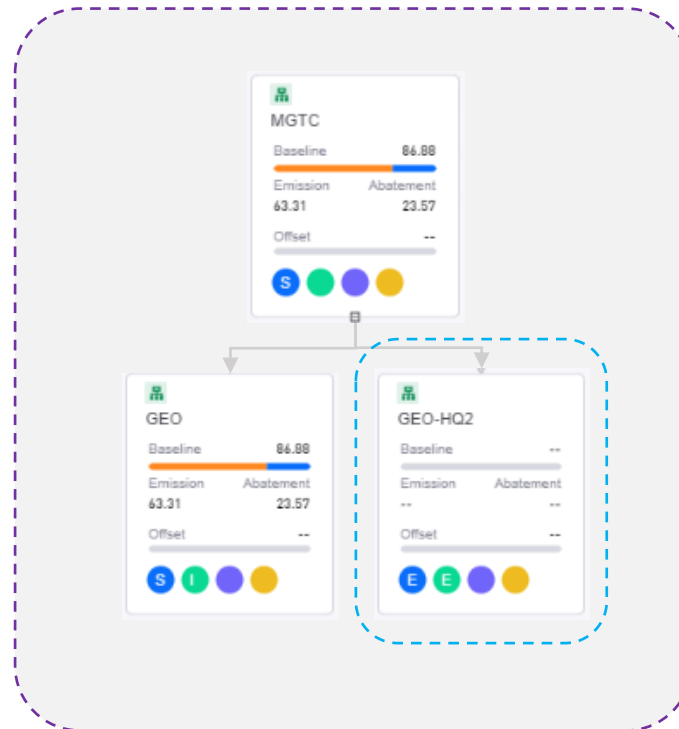 MGTC
Baseline 86.88
Emission Abatement
63.31 23.57
Offset --
S
GEO
Baseline 86.88
Emission Abatement
63.31 23.57
Offset --
S I
GEO-HQ2
Baseline --
Emission Abatement
-- --
Offset --
E E